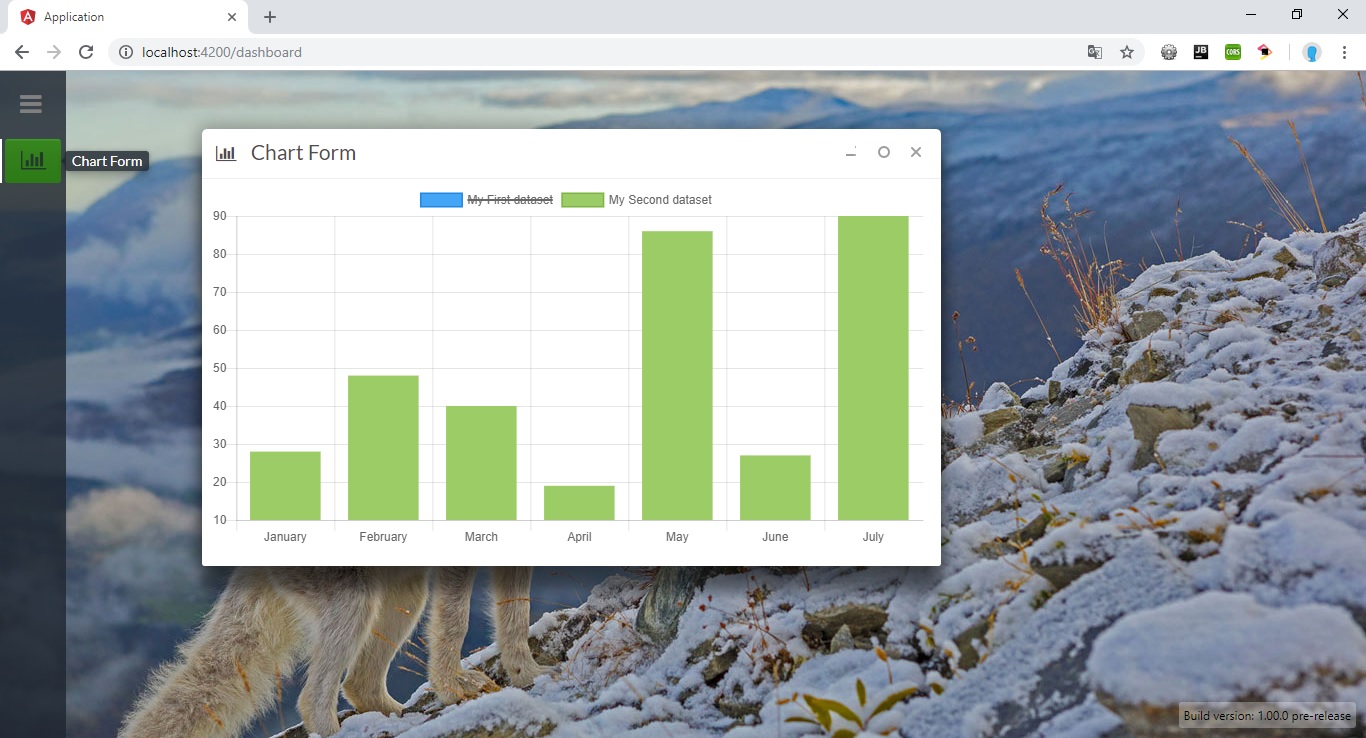 Application
localhost:4200/dashboard
JB
CORS
Chart Form
Chart Form
My First dataset My Second dataset
90
80
70
60
50
40
30
20
10
January February March April May June July
Build version: 1.00.0 pre-release